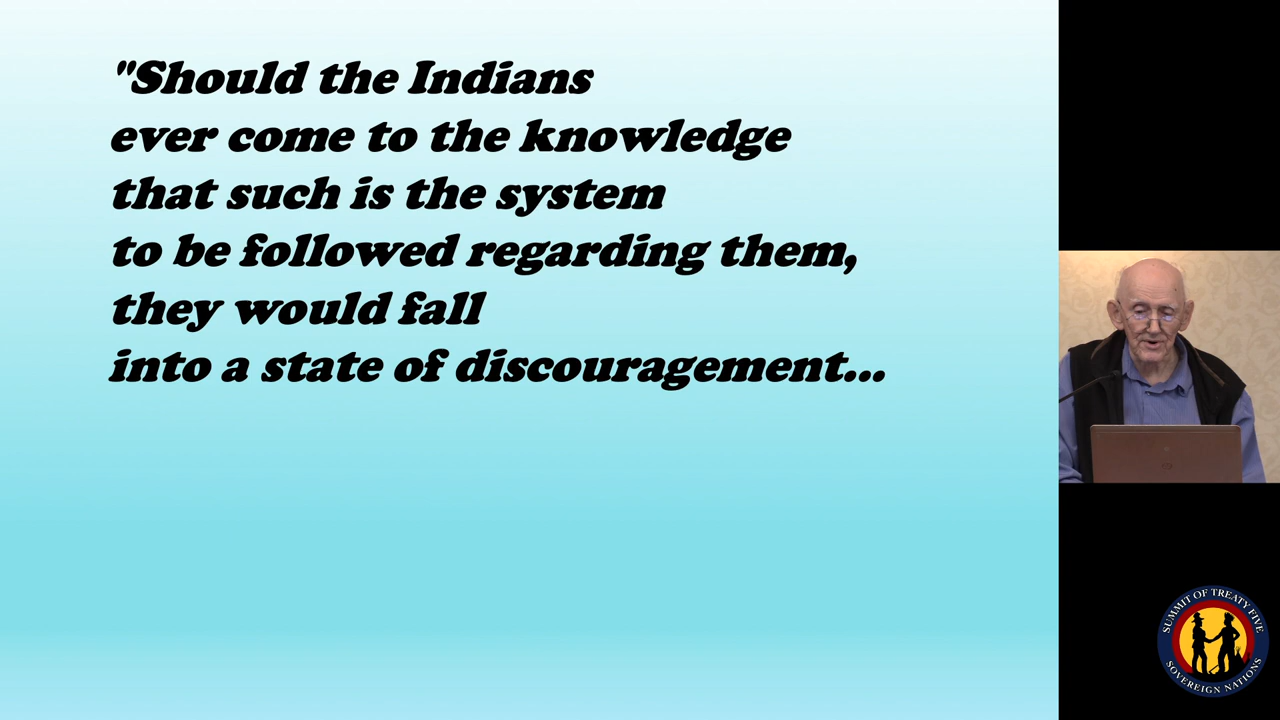 "Should the Indians
ever come to the knowledge
that such is the system
to be followed regarding them,
they would fall
into a state of discouragement...
SUMMIT OF TREATY FIVE
SOVEREIGN NATIONS